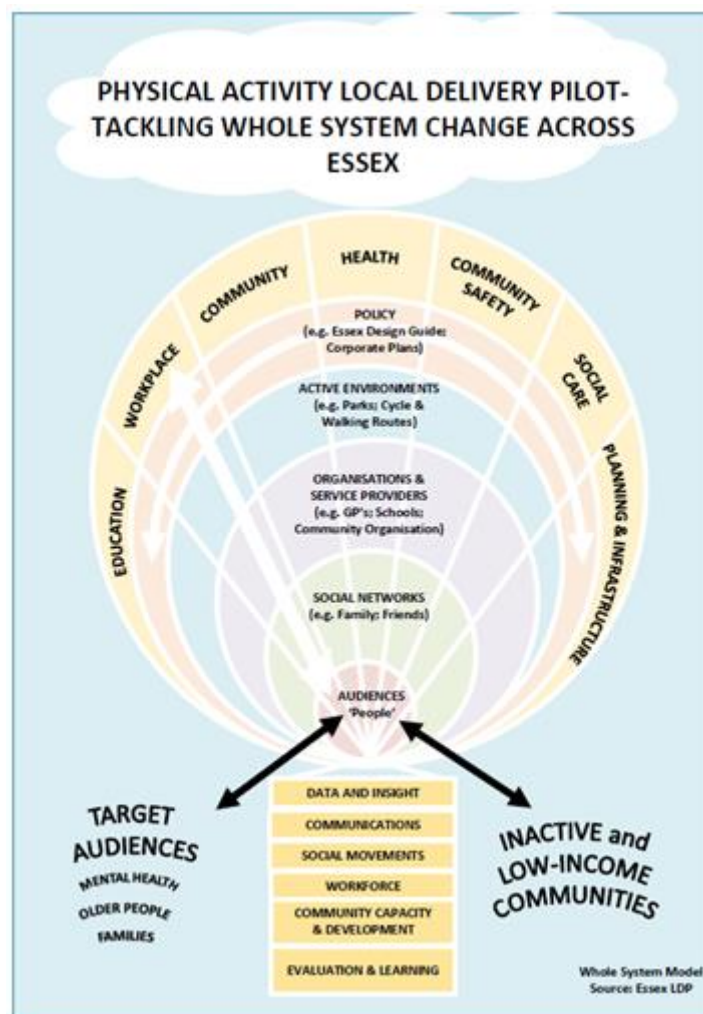 PHYSICAL ACTIVITY LOCAL DELIVERY PILOT-
TACKLING WHOLE SYSTEM CHANGE ACROSS
ESSEX
EDUCATION
WORKPLACE
COMMUNITY
HEALTH
COMMUNITY
SAFETY
SOCIAL
CARE
PLANNING & INFRASTRUCTURE
POLICY
(e.g. Essex Design Guide;
Corporate Plans)
ACTIVE ENVIRONMENTS
(e.g. Parks; Cycle &
Walking Routes)
ORGANISATIONS &
SERVICE PROVIDERS
(e.g. GP's; Schools;
Community Organisation)
SOCIAL NETWORKS
(e.g. Family; Friends)
AUDIENCES
'People'
TARGET
AUDIENCES
MENTAL HEALTH
OLDER PEOPLE
FAMILIES
DATA AND INSIGHT
COMMUNICATIONS
SOCIAL MOVEMENTS
WORKFORCE
COMMUNITY CAPACITY
& DEVELOPMENT
EVALUATION & LEARNING
INACTIVE and
LOW-INCOME
COMMUNITIES
Whole System Model
Source: Essex LDP